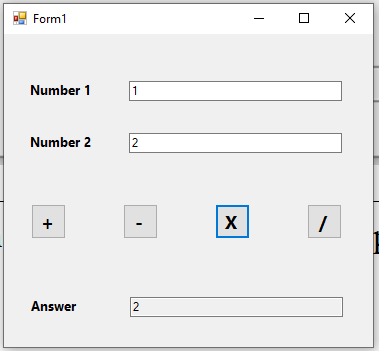 Form1
Number 1 1
Number 2 2
+ - X /
Answer 2